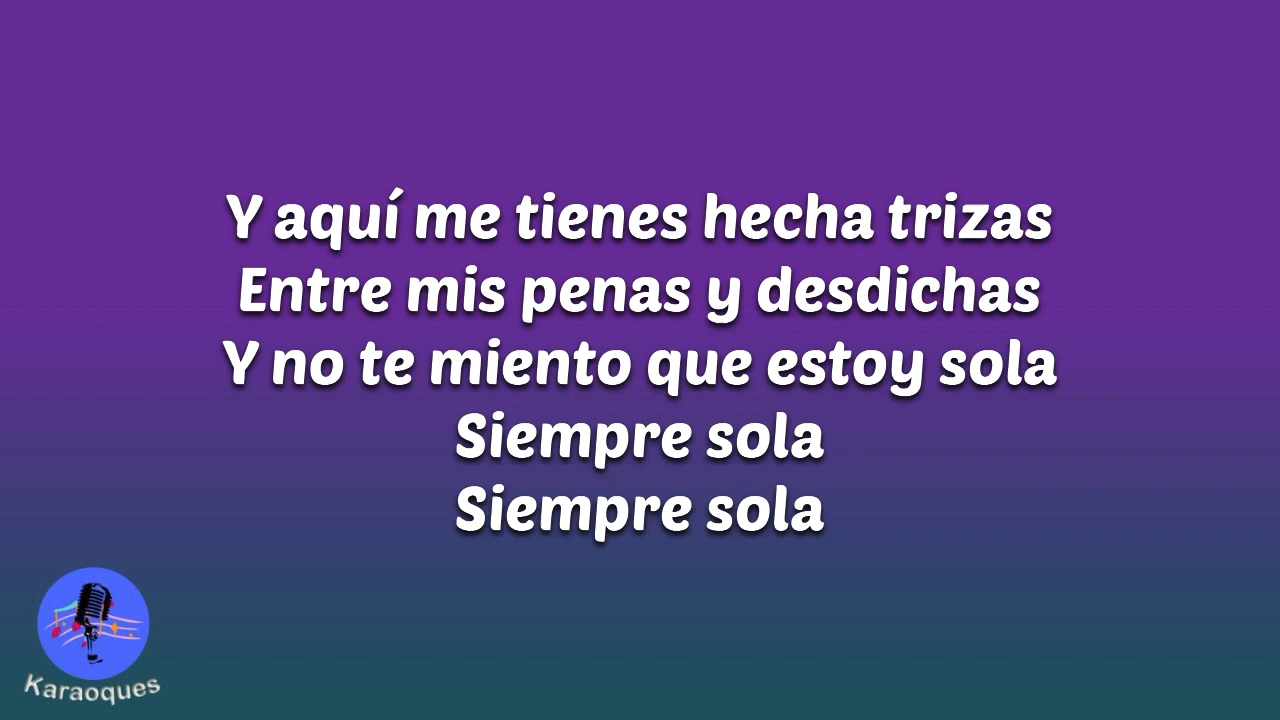 Y aquí me tienes hecha trizas
Entre mis penas y desdichas
Y no te miento que estoy sola
Siempre sola
Siempre sola
Karaoques